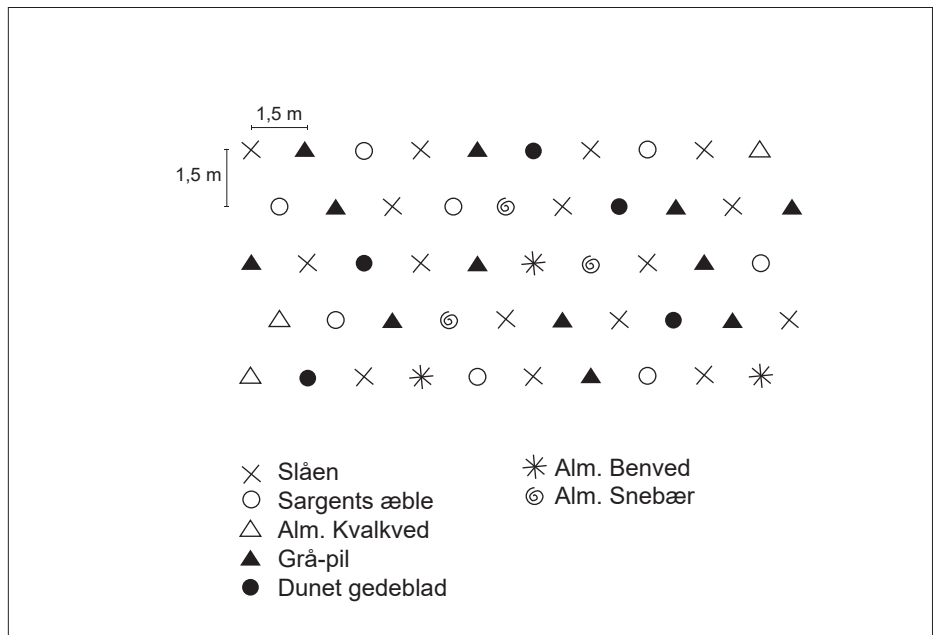 1,5 m
1,5 m
Slåen
Sargents æble
Alm. Kvalkved
Grå-pil
Dunet gedeblad
Alm. Benved
Alm. Snebær